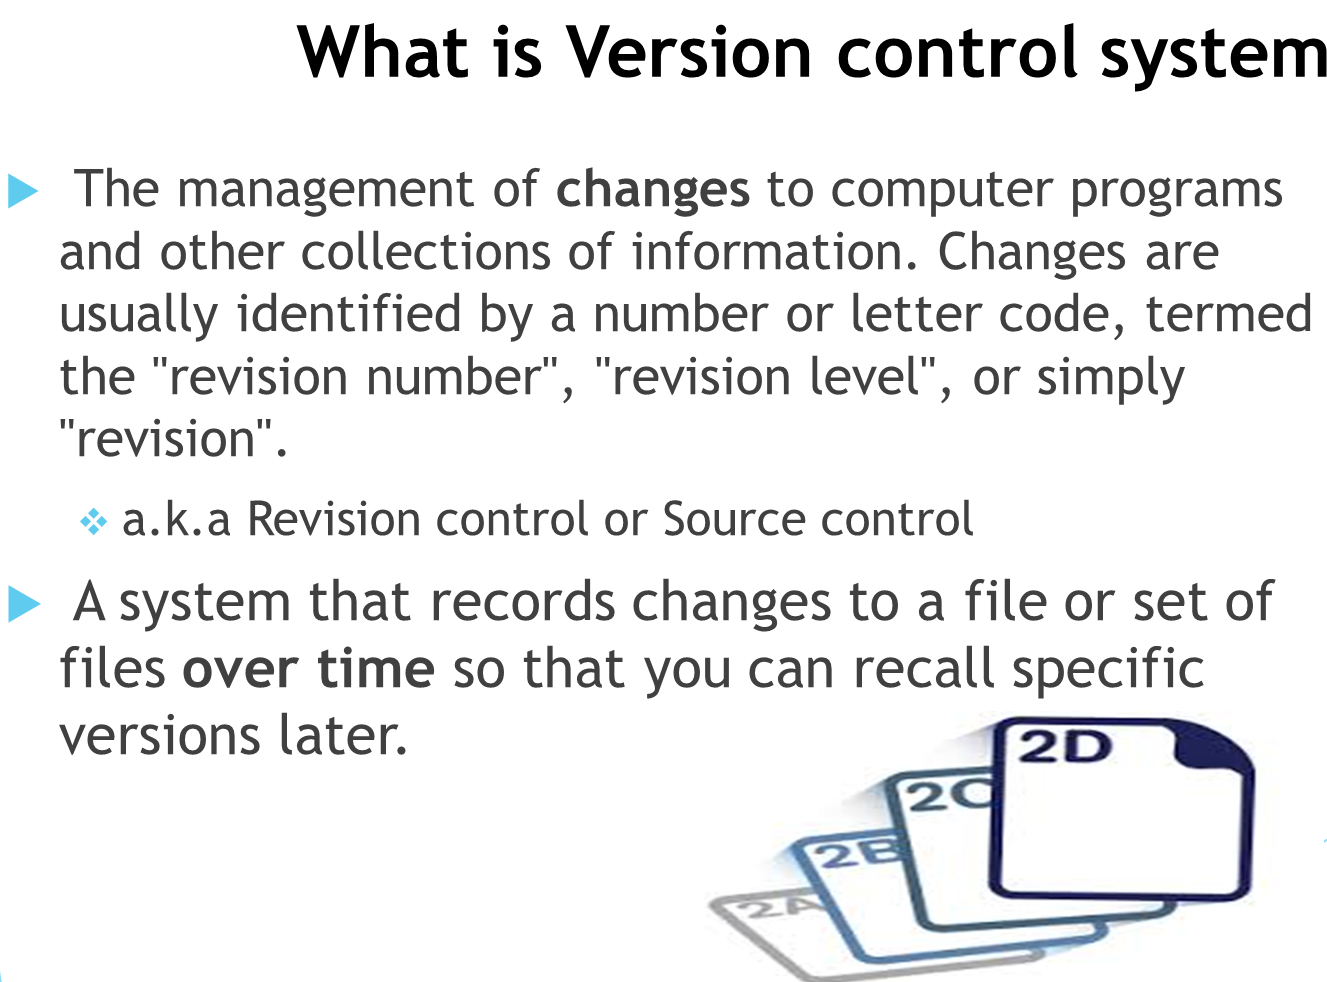 What is Version control system
The management of changes to computer programs
and other collections of information. Changes are
usually identified by a number or letter code, termed
the "revision number", "revision level", or simply
"revision".
a.k.a Revision control or Source control
A system that records changes to a file or set of
files over time so that you can recall specific
versions later.
2D
2C
2B
2A